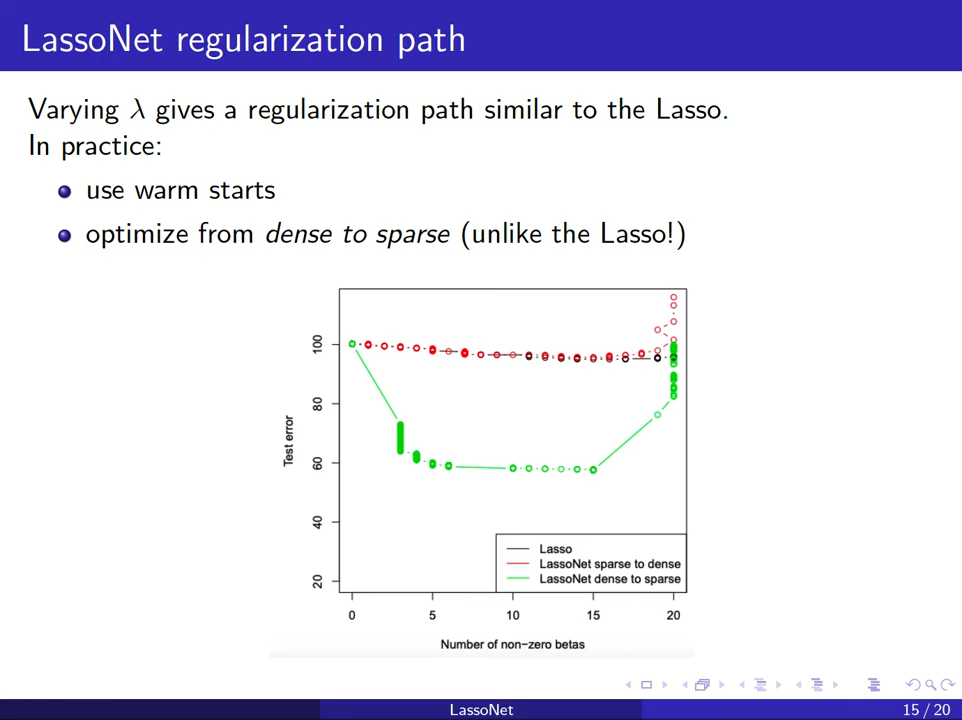 LassoNet regularization path
Varying λ gives a regularization path similar to the Lasso.
In practice:
use warm starts
optimize from dense to sparse (unlike the Lasso!)
100
80
60
40
20
Test error
Lasso
LassoNet sparse to dense
LassoNet dense to sparse
0 5 10 15 20
Number of non−zero betas
LassoNet
15 / 20